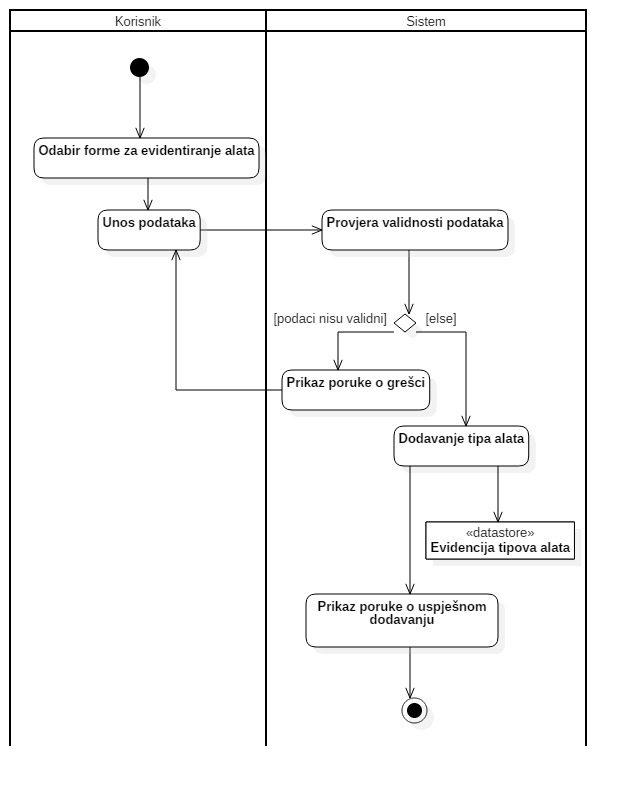 Korisnik
Sistem
Odabir forme za evidentiranje alata
Unos podataka
Provjera validnosti podataka
[podaci nisu validni]
[else]
Prikaz poruke o grešci
Dodavanje tipa alata
«datastore»
Evidencija tipova alata
Prikaz poruke o uspješnom
dodavanju